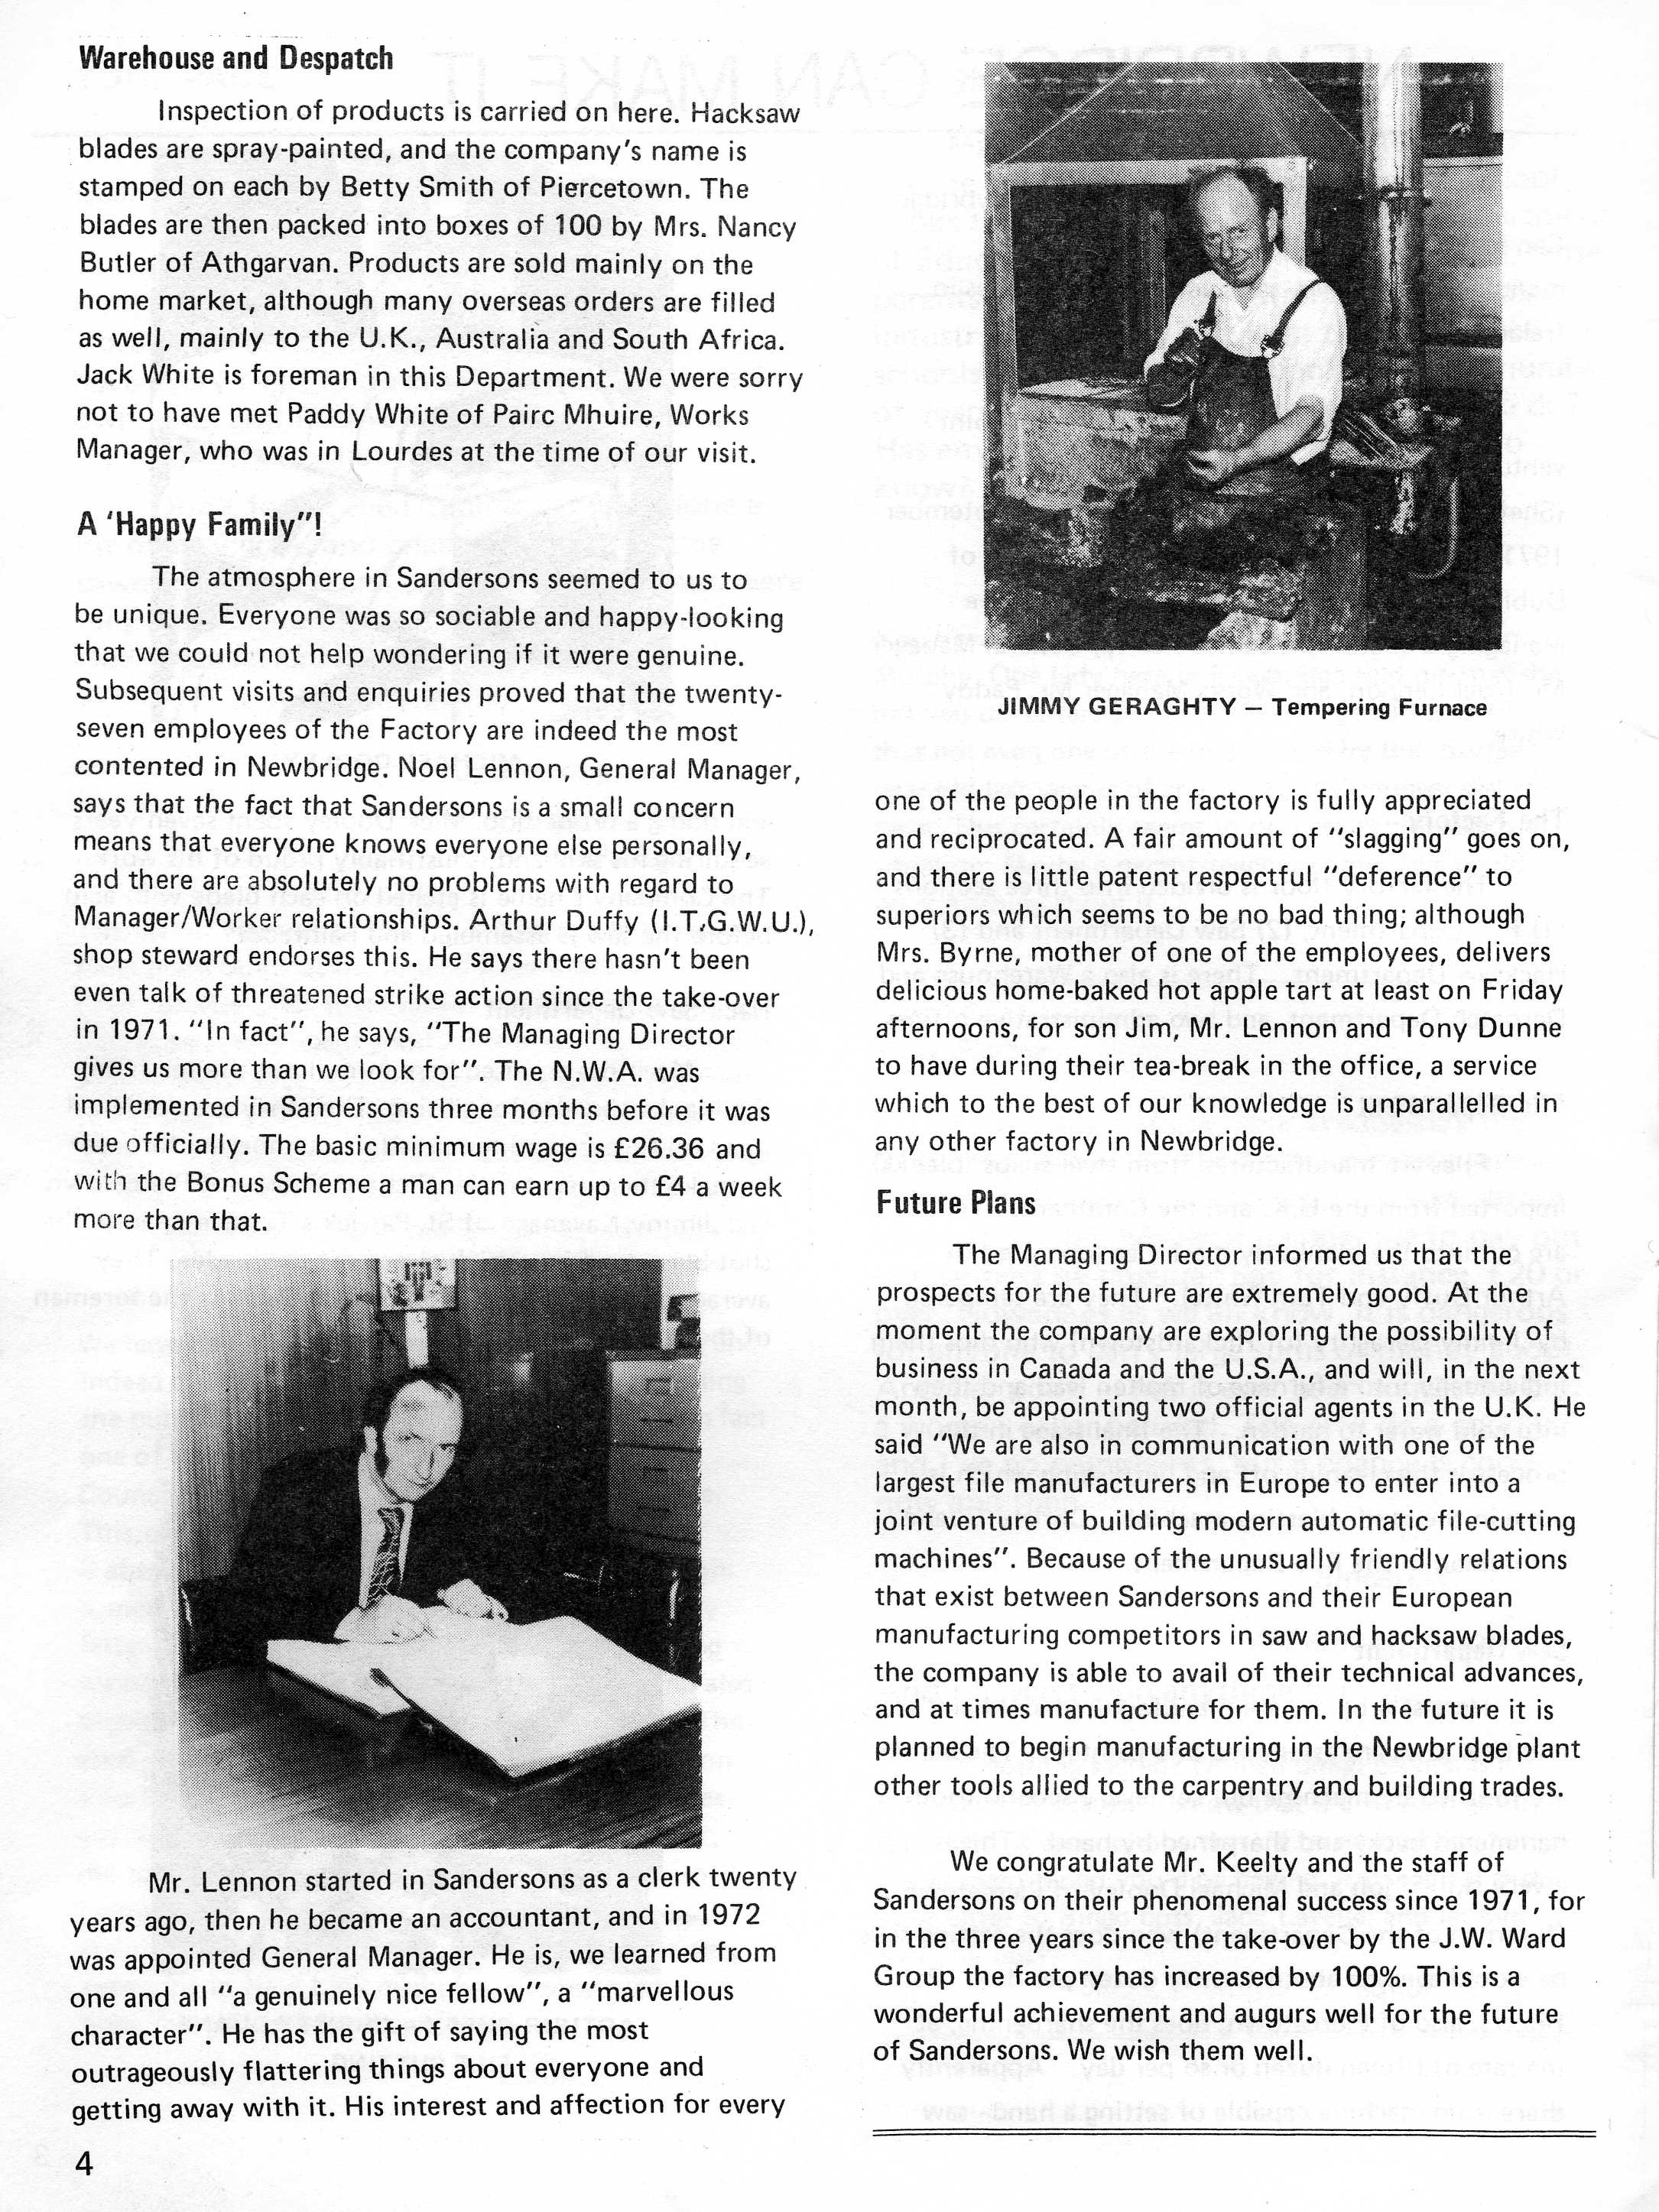 Warehouse and Despatch
Inspection of products is carried on here. Hacksaw
blades are spray-painted, and the company's name is
stamped on each by Betty Smith of Piercetown. The
blades are then packed into boxes of 100 by Mrs. Nancy
Butler of Athgarvan. Products are sold mainly on the
home market, although many overseas orders are filled
as well, mainly to the U.K., Australia and South Africa.
Jack White is foreman in this Department. We were sorry
not to have met Paddy White of Pairc Mhuire, Works
Manager, who was in Lourdes at the time of our visit.
A 'Happy Family"!
The atmosphere in Sandersons seemed to us to
be unique. Everyone was so sociable and happy-looking
that we could not help wondering if it were genuine.
Subsequent visits and enquiries proved that the twenty-
seven employees of the Factory are indeed the most
contented in Newbridge. Noel Lennon, General Manager,
says that the fact that Sandersons is a small concern
means that everyone knows everyone else personally,
and there are absolutely no problems with regard to
Manager/Worker relationships. Arthur Duffy (I.T.G.W.U.),
shop steward endorses this. He says there hasn't been
even talk of threatened strike action since the take-over
in 1971. "In fact", he says, "The Managing Director
gives us more than we look for". The N.W.A. was
implemented in Sandersons three months before it was
due officially. The basic minimum wage is £26.36 and
with the Bonus Scheme a man can earn up to £4 a week
more than that.
Mr. Lennon started in Sandersons as a clerk twenty
years ago, then he became an accountant, and in 1972
was appointed General Manager. He is, we learned from
one and all "a genuinely nice fellow", a "marvellous
character". He has the gift of saying the most
outrageously flattering things about everyone and
getting away with it. His interest and affection for every
4
JIMMY GERAGHTY – Tempering Furnace
one of the people in the factory is fully appreciated
and reciprocated. A fair amount of "slagging" goes on,
and there is little patent respectful "deference" to
superiors which seems to be no bad thing; although
Mrs. Byrne, mother of one of the employees, delivers
delicious home-baked hot apple tart at least on Friday
afternoons, for son Jim, Mr. Lennon and Tony Dunne
to have during their tea-break in the office, a service
which to the best of our knowledge is unparallelled in
any other factory in Newbridge.
Future Plans
The Managing Director informed us that the
prospects for the future are extremely good. At the
moment the company are exploring the possibility of
business in Canada and the U.S.A., and will, in the next
month, be appointing two official agents in the U.K. He
said "We are also in communication with one of the
largest file manufacturers in Europe to enter into a
joint venture of building modern automatic file-cutting
machines". Because of the unusually friendly relations
that exist between Sandersons and their European
manufacturing competitors in saw and hacksaw blades,
the company is able to avail of their technical advances,
and at times manufacture for them. In the future it is
planned to begin manufacturing in the Newbridge plant
other tools allied to the carpentry and building trades.
We congratulate Mr. Keelty and the staff of
Sandersons on their phenomenal success since 1971, for
in the three years since the take-over by the J.W. Ward
Group the factory has increased by 100%. This is a
wonderful achievement and augurs well for the future
of Sandersons. We wish them well.